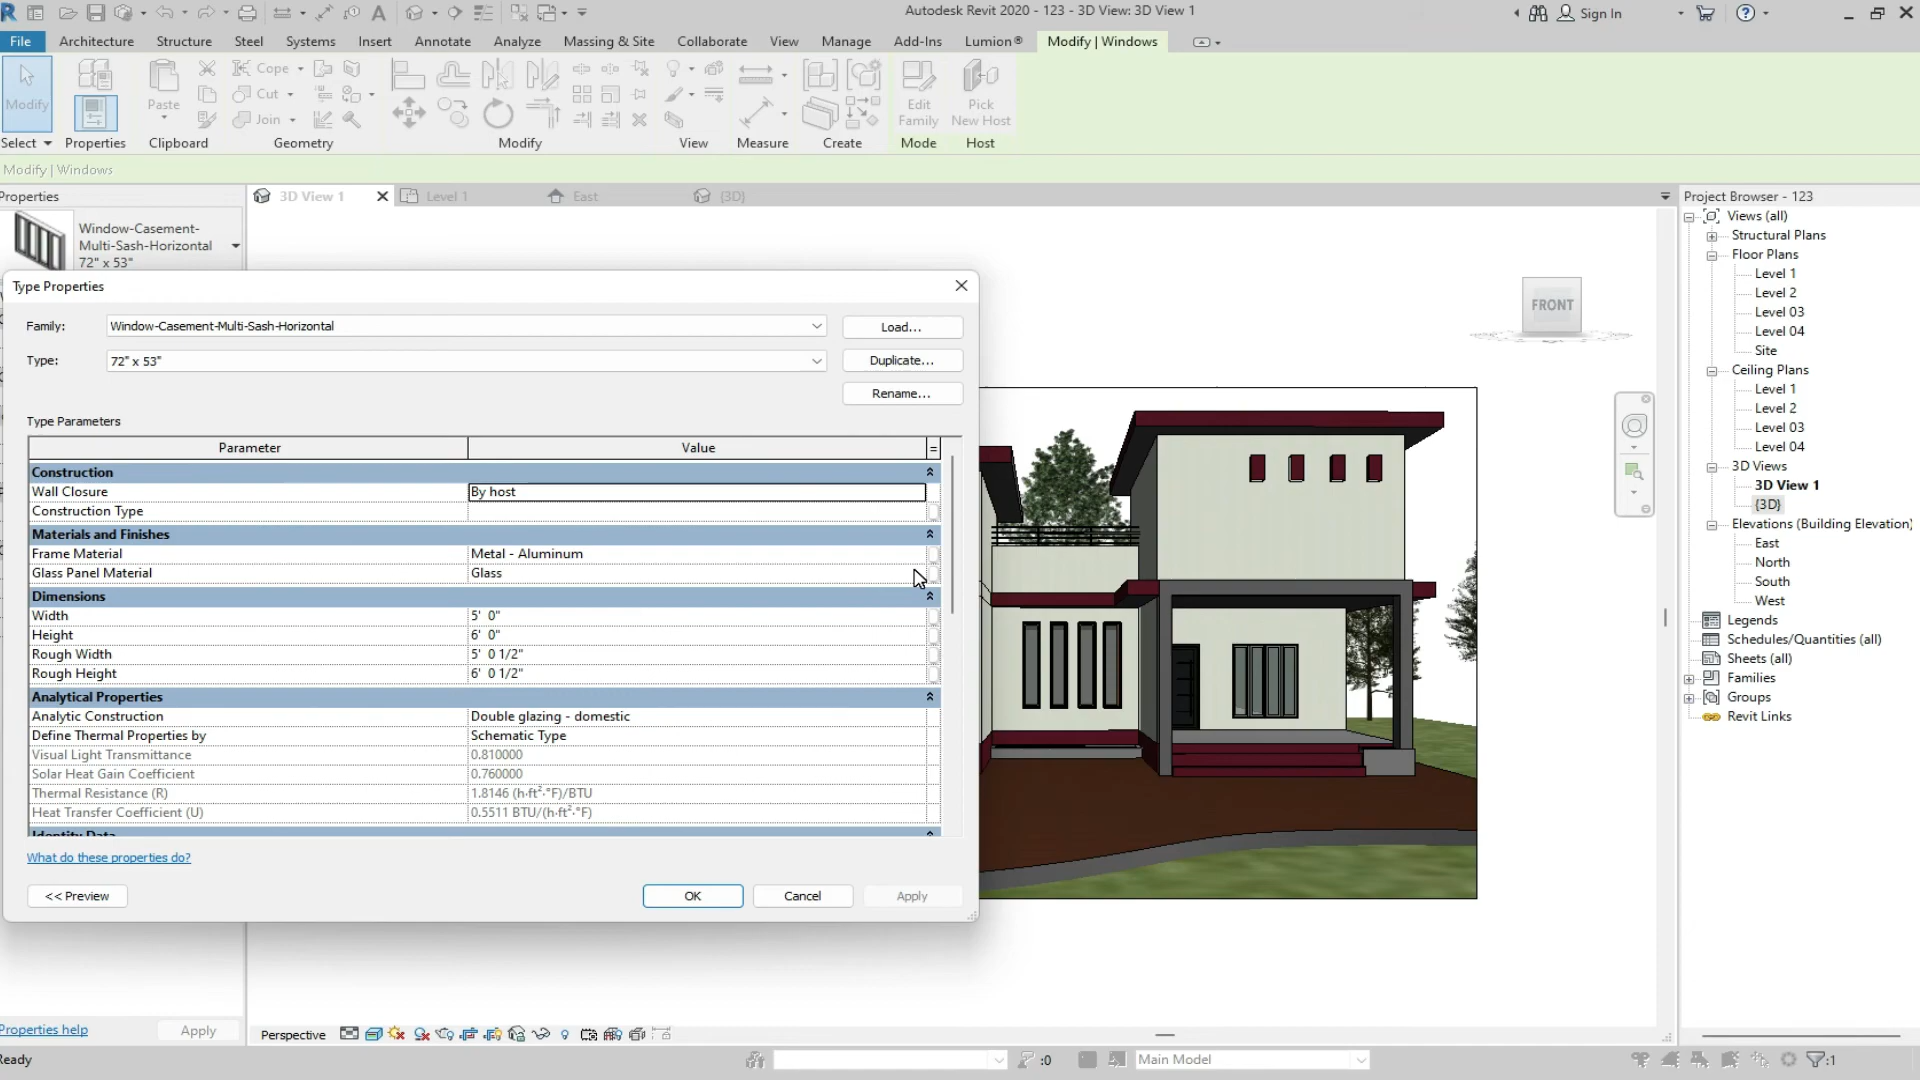 Autodesk Revit 2020 - 123 - 3D View: 3D View 1
Sign In
File Architecture Structure Steel Systems Insert Annotate Analyze Massing & Site Collaborate View Manage Add-Ins Lumion® Modify | Windows
Modify
Paste
Cope
Cut
Join
Edit Family
Pick New Host
Select Properties Clipboard Geometry Modify View Measure Create Mode Host
Modify | Windows
Properties
3D View 1 Level 1 East {3D}
Window-Casement-
Multi-Sash-Horizontal
72" x 53"
Type Properties
Family: Window-Casement-Multi-Sash-Horizontal Load...
Type: 72" x 53" Duplicate...
Rename...
Type Parameters
Parameter Value =
Construction
Wall Closure By host
Construction Type
Materials and Finishes
Frame Material Metal - Aluminum
Glass Panel Material Glass
Dimensions
Width 5' 0"
Height 6' 0"
Rough Width 5' 0 1/2"
Rough Height 6' 0 1/2"
Analytical Properties
Analytic Construction Double glazing - domestic
Define Thermal Properties by Schematic Type
Visual Light Transmittance 0.810000
Solar Heat Gain Coefficient 0.760000
Thermal Resistance (R) 1.8146 (h·ft²·°F)/BTU
Heat Transfer Coefficient (U) 0.5511 BTU/(h·ft²·°F)
Identity Data
What do these properties do?
<< Preview OK Cancel Apply
FRONT
Project Browser - 123
Views (all)
Structural Plans
Floor Plans
Level 1
Level 2
Level 03
Level 04
Site
Ceiling Plans
Level 1
Level 2
Level 03
Level 04
3D Views
3D View 1
{3D}
Elevations (Building Elevation)
East
North
South
West
Legends
Schedules/Quantities (all)
Sheets (all)
Families
Groups
Revit Links
Properties help Apply
Perspective
Ready
:0
Main Model
:1